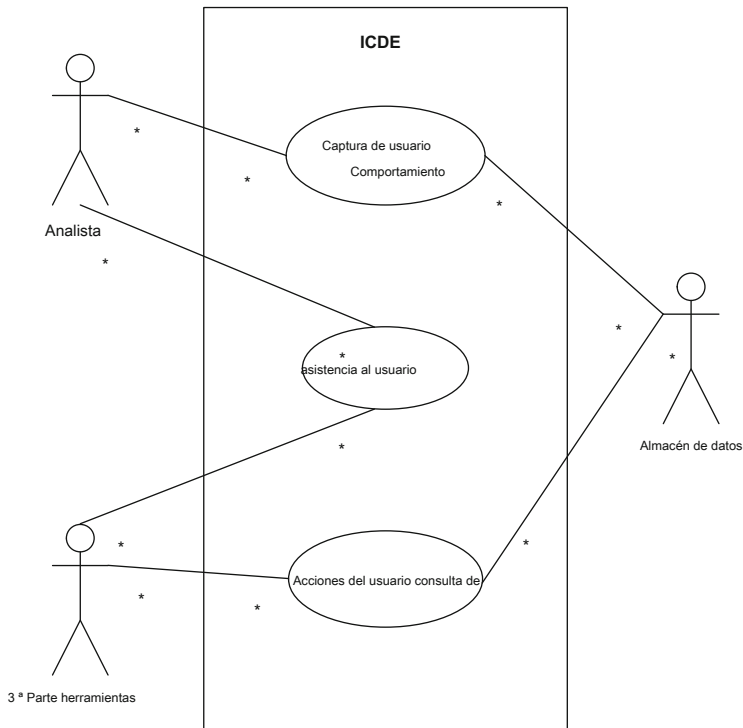 ICDE
*
Captura de usuario
Comportamiento
*
*
Analista
*
*
*
asistencia al usuario
*
Almacén de datos
*
*
*
Acciones del usuario consulta de
*
*
3 ª Parte herramientas